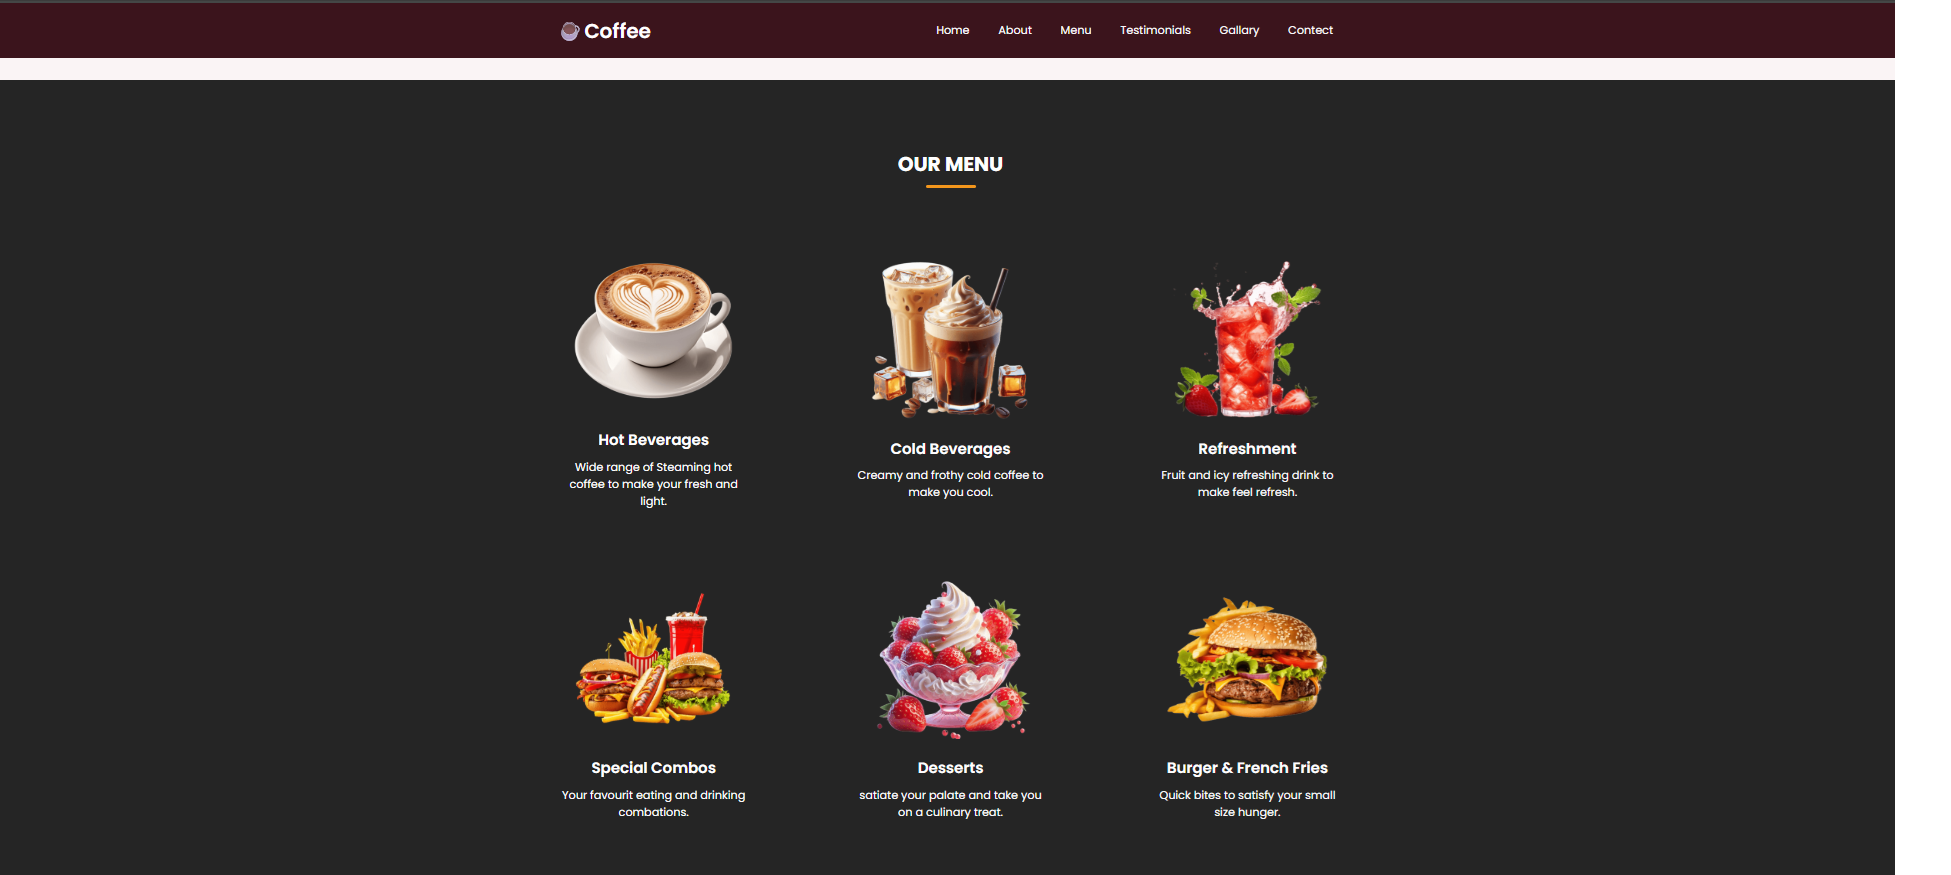 Coffee
Home About Menu Testimonials Gallary Contect
OUR MENU
Hot Beverages
Wide range of Steaming hot
coffee to make your fresh and
light.
Cold Beverages
Creamy and frothy cold coffee to
make you cool.
Refreshment
Fruit and icy refreshing drink to
make feel refresh.
Special Combos
Your favourit eating and drinking
combations.
Desserts
satiate your palate and take you
on a culinary treat.
Burger & French Fries
Quick bites to satisfy your small
size hunger.